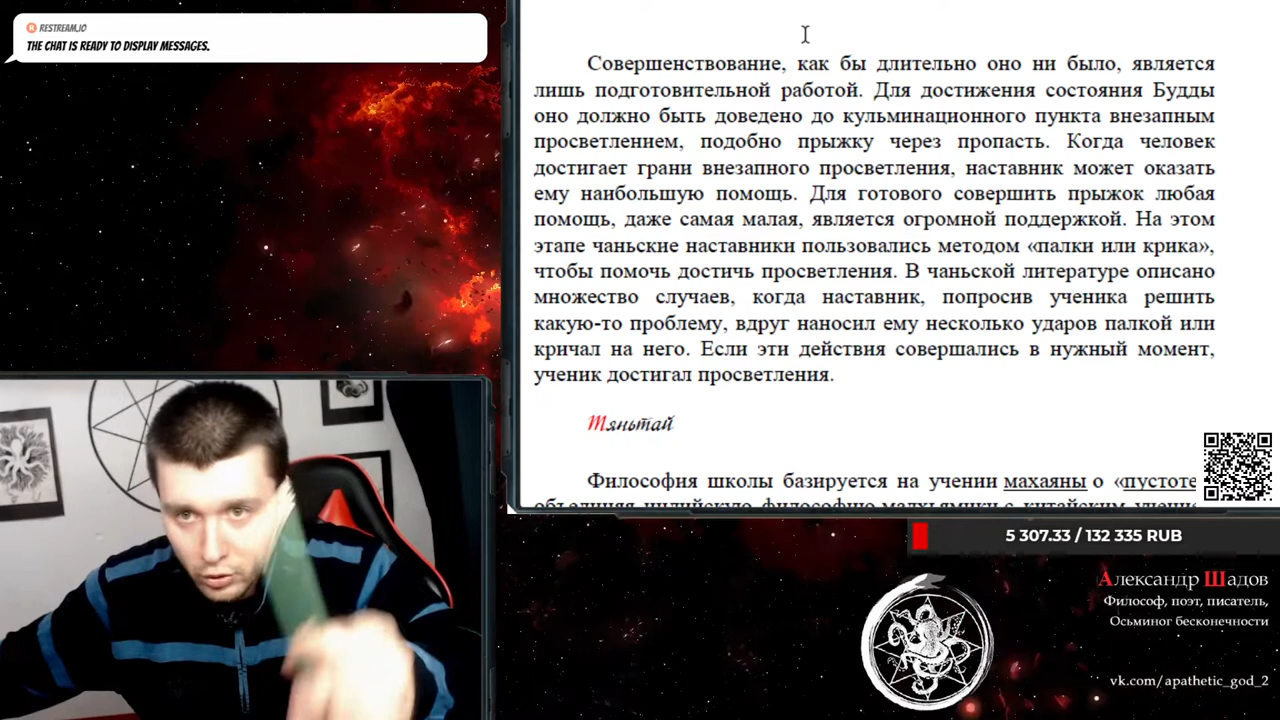 RESTREAM.IO
THE CHAT IS READY TO DISPLAY MESSAGES.
Совершенствование, как бы длительно оно ни было, является
лишь подготовительной работой. Для достижения состояния Будды
оно должно быть доведено до кульминационного пункта внезапным
просветлением, подобно прыжку через пропасть. Когда человек
достигает грани внезапного просветления, наставник может оказать
ему наибольшую помощь. Для готового совершить прыжок любая
помощь, даже самая малая, является огромной поддержкой. На этом
этапе чаньские наставники пользовались методом «палки или крика»,
чтобы помочь достичь просветления. В чаньской литературе описано
множество случаев, когда наставник, попросив ученика решить
какую-то проблему, вдруг наносил ему несколько ударов палкой или
кричал на него. Если эти действия совершались в нужный момент,
ученик достигал просветления.
Тяньтай
Философия школы базируется на учении махаяны о «пустоте
объединяя индийскую философию мадхьямики с китайским
5 307.33 / 132 335 RUB
Александр Шадов
Философ, поэт, писатель,
Осьминог бесконечности
vk.com/apathetic_god_2